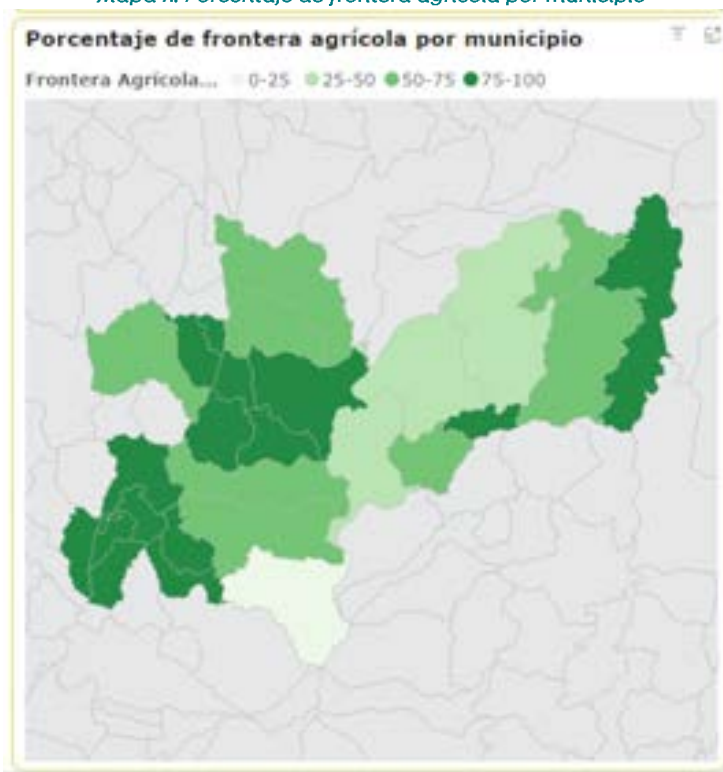 Porcentaje de frontera agrícola por municipio
Frontera Agrícola... 0-25 25-50 50-75 75-100